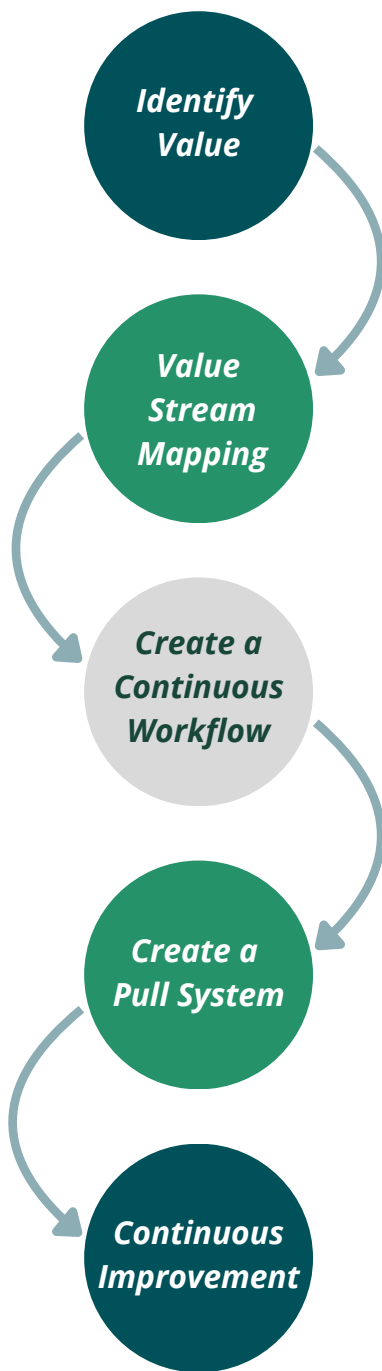 Identify
Value
Value
Stream
Mapping
Create a
Continuous
Workflow
Create a
Pull System
Continuous
Improvement